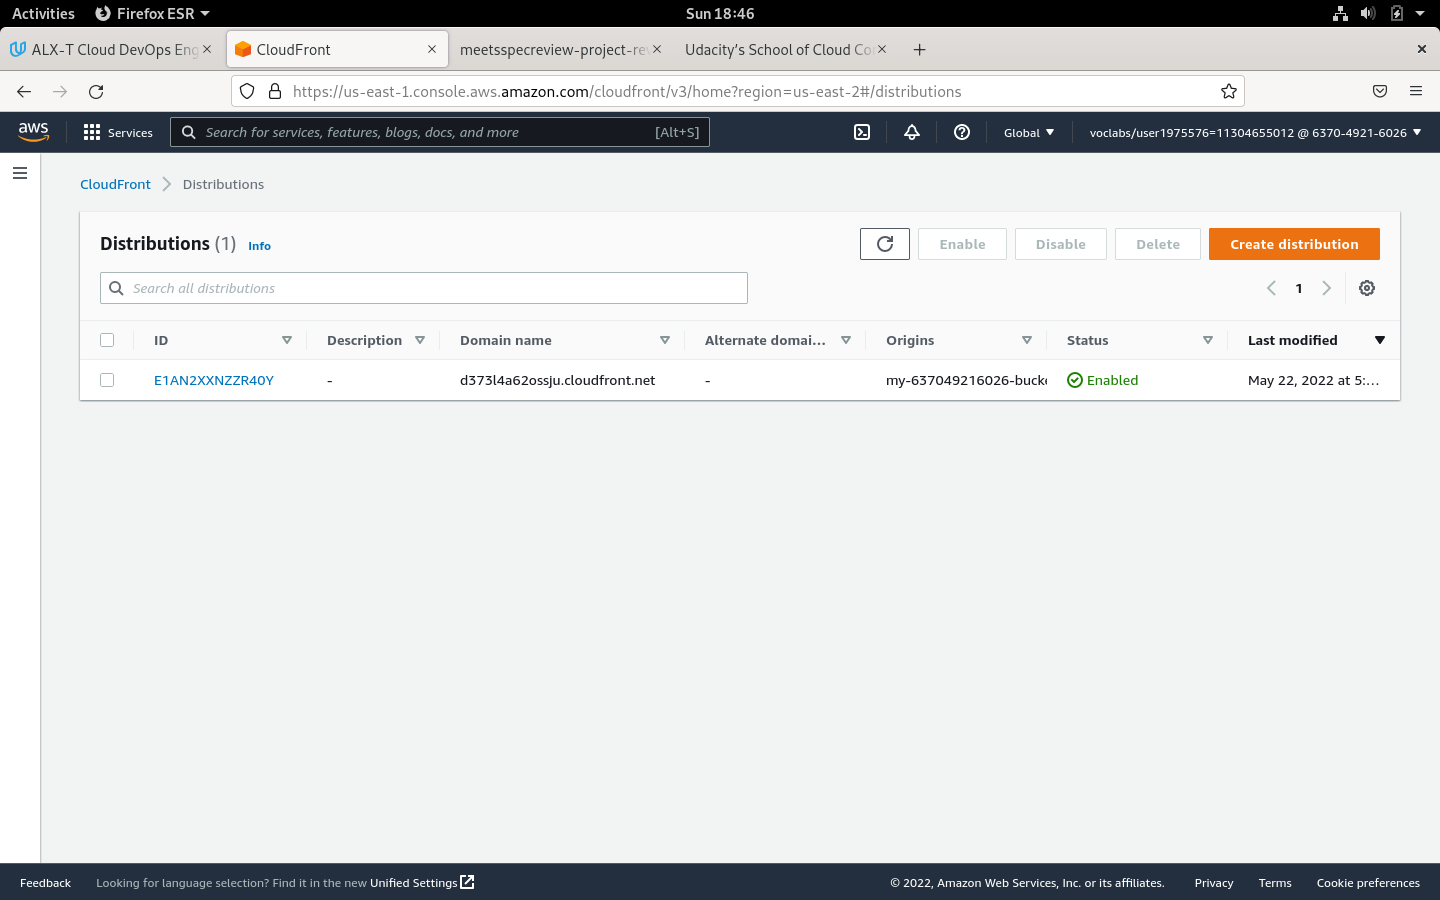 Activities Firefox ESR Sun 18:46
ALX-T Cloud DevOps Eng CloudFront meetsspecreview-project-re Udacity's School of Cloud Co
https://us-east-1.console.aws.amazon.com/cloudfront/v3/home?region=us-east-2#/distributions
aws Services Search for services, features, blogs, docs, and more [Alt+S] Global voclabs/user1975576=11304655012 @ 6370-4921-6026
CloudFront Distributions
Distributions (1) Info Enable Disable Delete Create distribution
Search all distributions 1
ID Description Domain name Alternate domai... Origins Status Last modified
E1AN2XXNZZR40Y - d373l4a62ossju.cloudfront.net - my-637049216026-bucke Enabled May 22, 2022 at 5:...
Feedback Looking for language selection? Find it in the new Unified Settings © 2022, Amazon Web Services, Inc. or its affiliates. Privacy Terms Cookie preferences